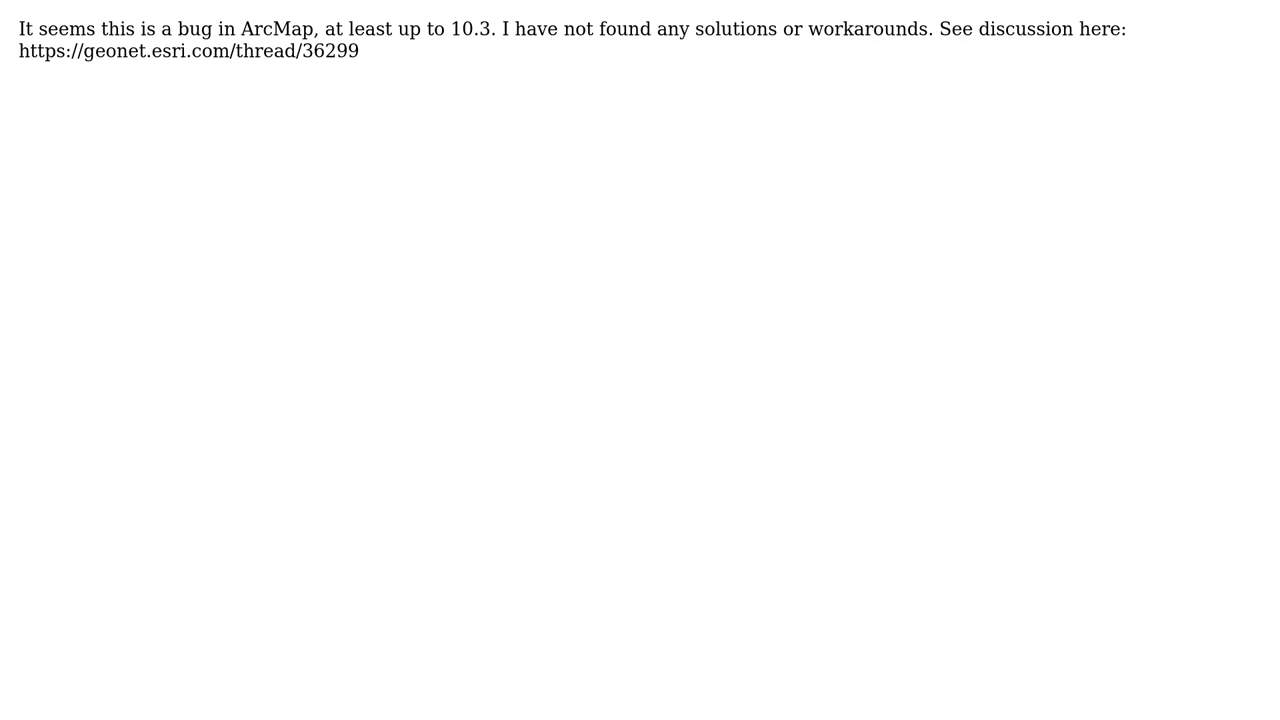 It seems this is a bug in ArcMap, at least up to 10.3. I have not found any solutions or workarounds. See discussion here:
https://geonet.esri.com/thread/36299